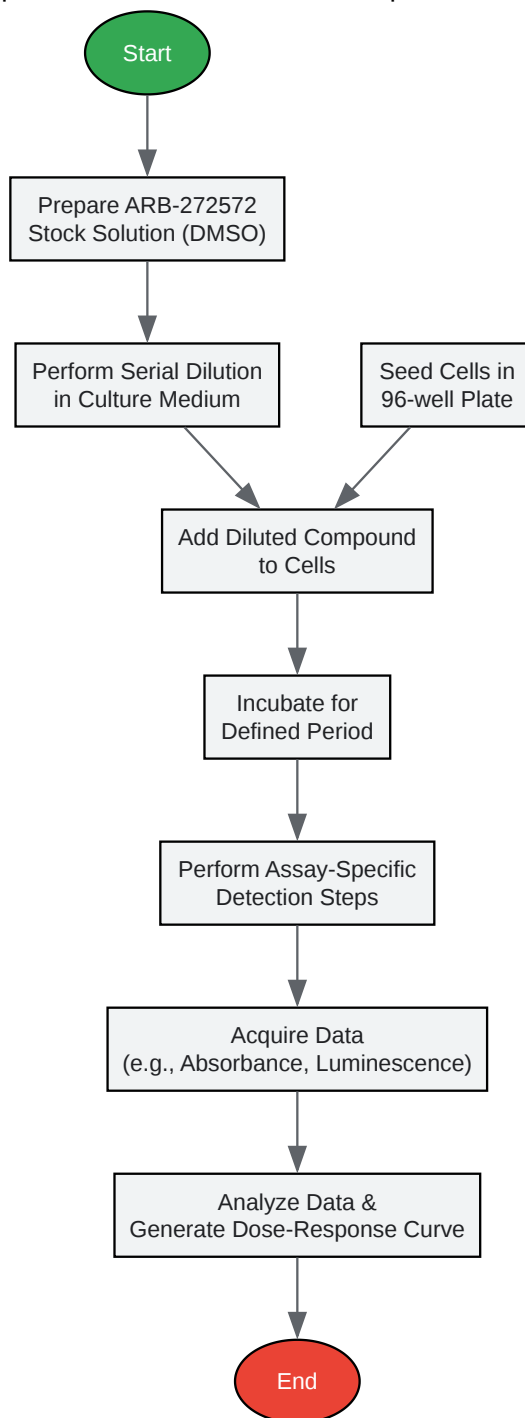 Start
Prepare ARB-272572
Stock Solution (DMSO)
Perform Serial Dilution
in Culture Medium
Seed Cells in
96-well Plate
Add Diluted Compound
to Cells
Incubate for
Defined Period
Perform Assay-Specific
Detection Steps
Acquire Data
(e.g., Absorbance, Luminescence)
Analyze Data &
Generate Dose-Response Curve
End